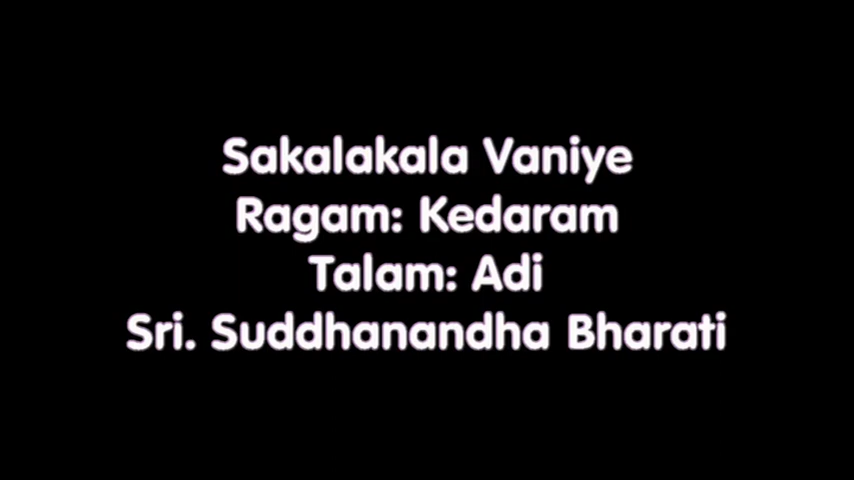 Sakalakala Vaniye
Ragam: Kedaram
Talam: Adi
Sri. Suddhanandha Bharati